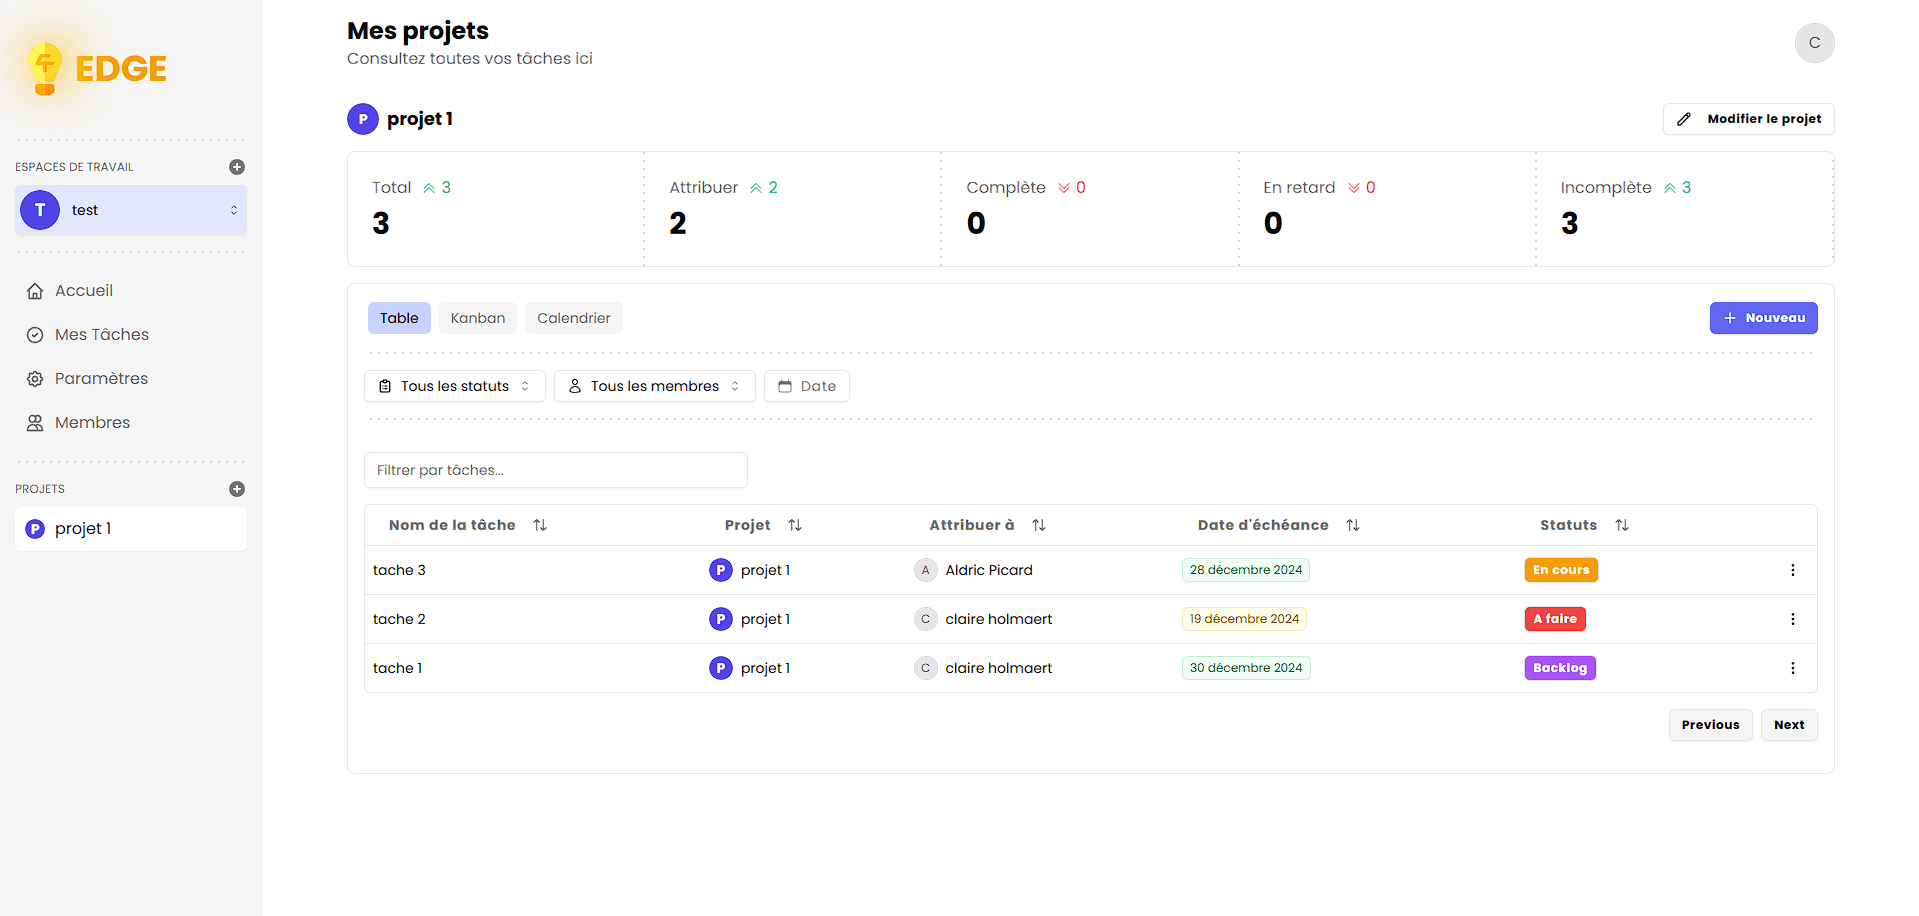 EDGE
ESPACES DE TRAVAIL
T test
Accueil
Mes Tâches
Paramètres
Membres
PROJETS
P projet 1
Mes projets
Consultez toutes vos tâches ici
C
P projet 1
Modifier le projet
Total 3
3
Attribuer 2
2
Complète 0
0
En retard 0
0
Incomplète 3
3
Table Kanban Calendrier
Nouveau
Tous les statuts Tous les membres Date
Filtrer par tâches...
Nom de la tâche Projet Attribuer à Date d'échéance Statuts
tache 3 P projet 1 A Aldric Picard 28 décembre 2024 En cours
tache 2 P projet 1 C claire holmaert 19 décembre 2024 A faire
tache 1 P projet 1 C claire holmaert 30 décembre 2024 Backlog
Previous Next